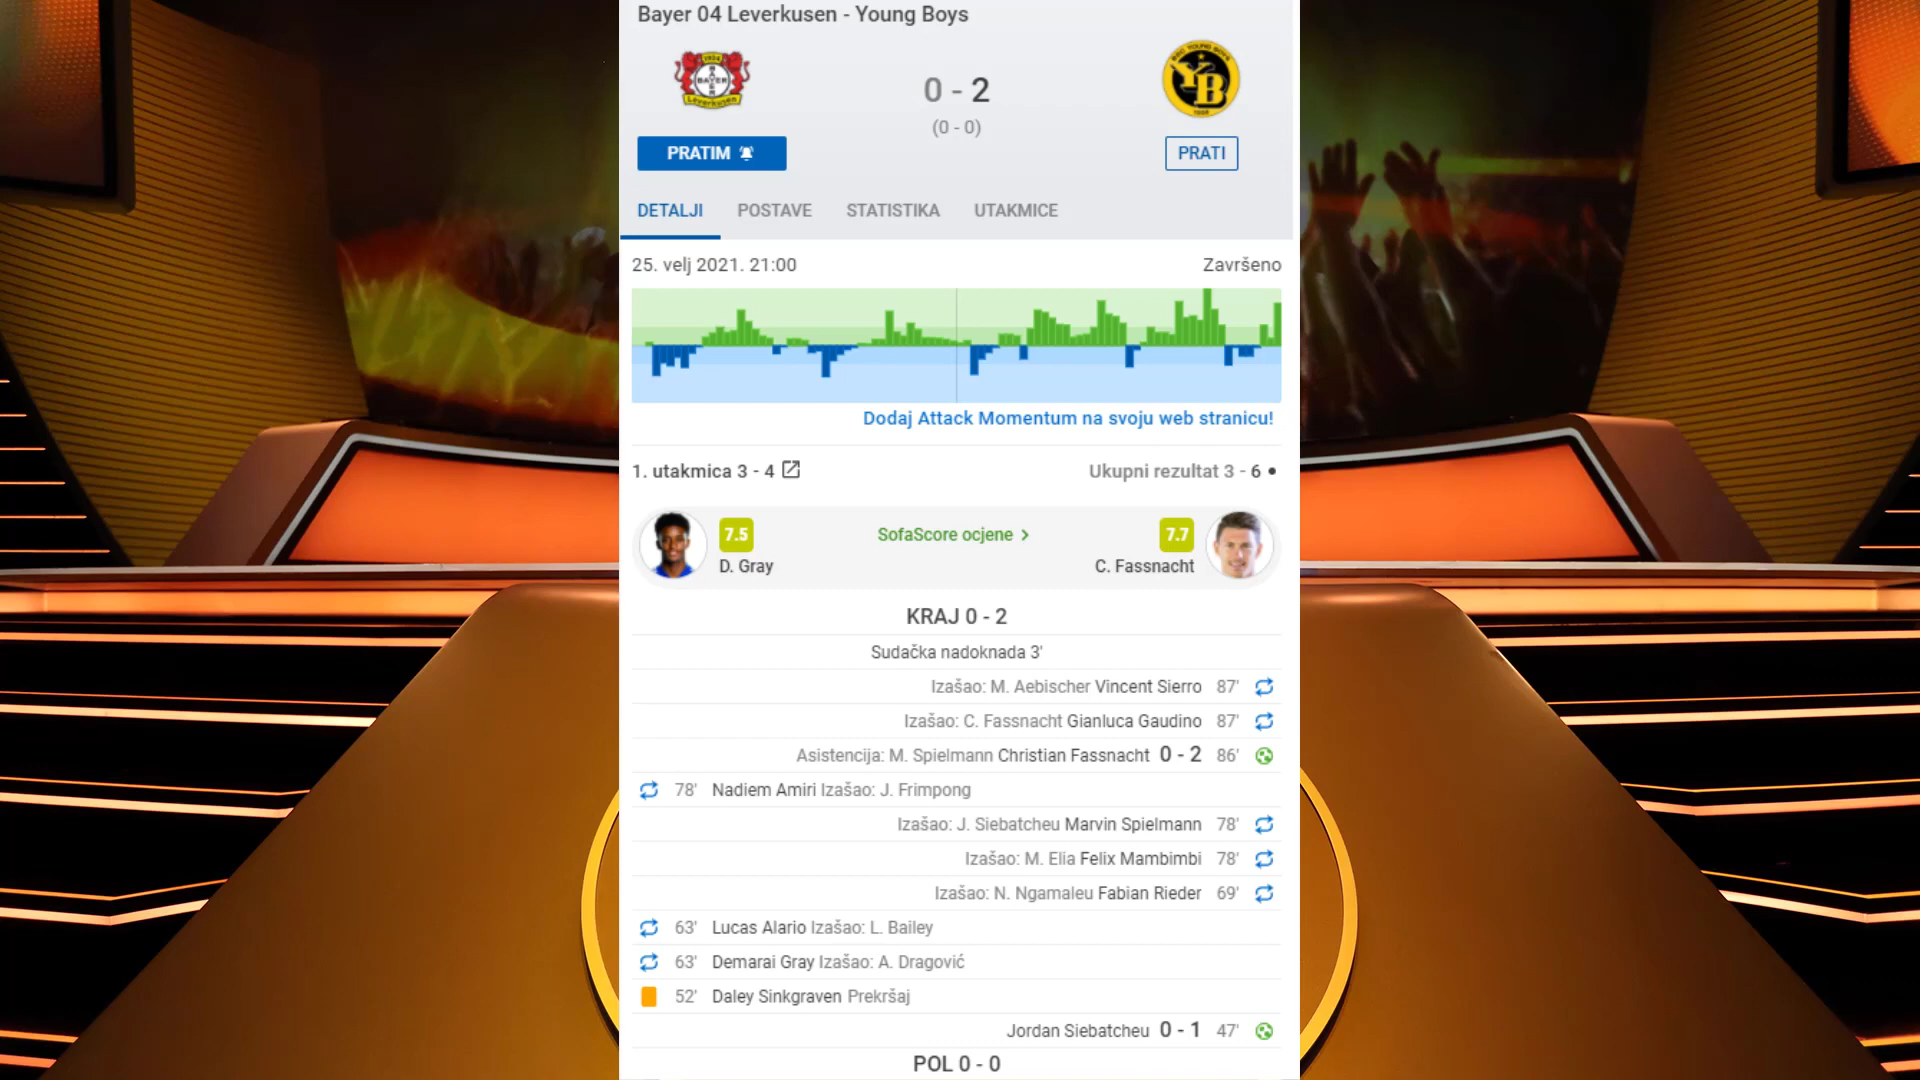 Bayer 04 Leverkusen - Young Boys
0 - 2
(0 - 0)
PRATIM
PRATI
DETALJI POSTAVE STATISTIKA UTAKMICE
25. velj 2021. 21:00 Završeno
Dodaj Attack Momentum na svoju web stranicu!
1. utakmica 3 - 4 Ukupni rezultat 3 - 6
7.5 SofaScore ocjene 7.7
D. Gray C. Fassnacht
KRAJ 0 - 2
Sudačka nadoknada 3'
Izašao: M. Aebischer Vincent Sierro 87'
Izašao: C. Fassnacht Gianluca Gaudino 87'
Asistencija: M. Spielmann Christian Fassnacht 0 - 2 86'
78' Nadiem Amiri Izašao: J. Frimpong
Izašao: J. Siebatcheu Marvin Spielmann 78'
Izašao: M. Elia Felix Mambimbi 78'
Izašao: N. Ngamaleu Fabian Rieder 69'
63' Lucas Alario Izašao: L. Bailey
63' Demarai Gray Izašao: A. Dragović
52' Daley Sinkgraven Prekršaj
Jordan Siebatcheu 0 - 1 47'
POL 0 - 0